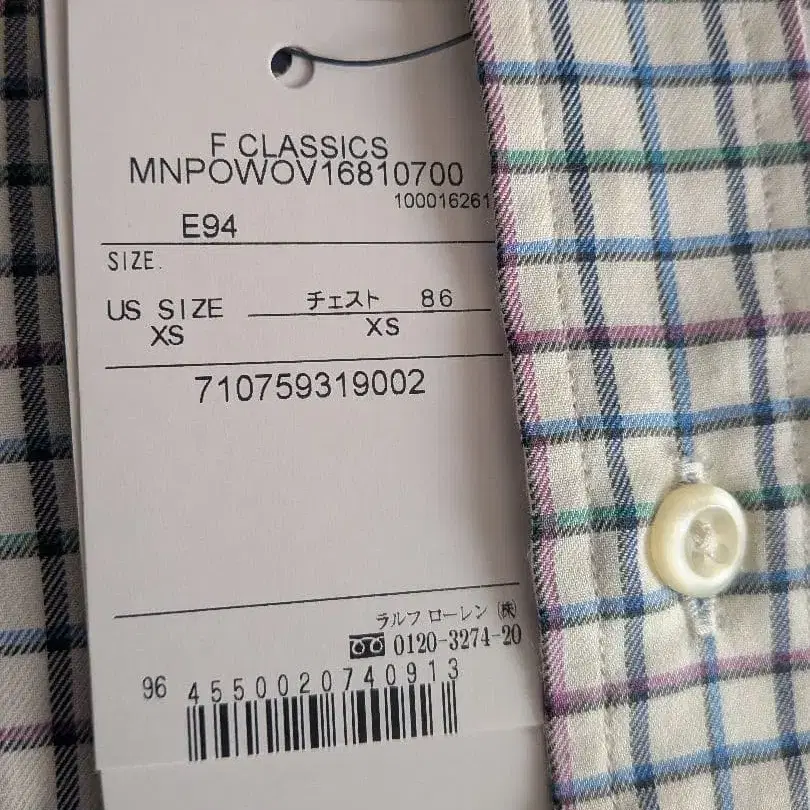 F CLASSICS
MNPOWOV16810700
100016261
E94
SIZE.
US SIZE チェスト 86
XS XS
710759319002
ラルフ ローレン ㈱
0120-3274-20
96 4550020740913